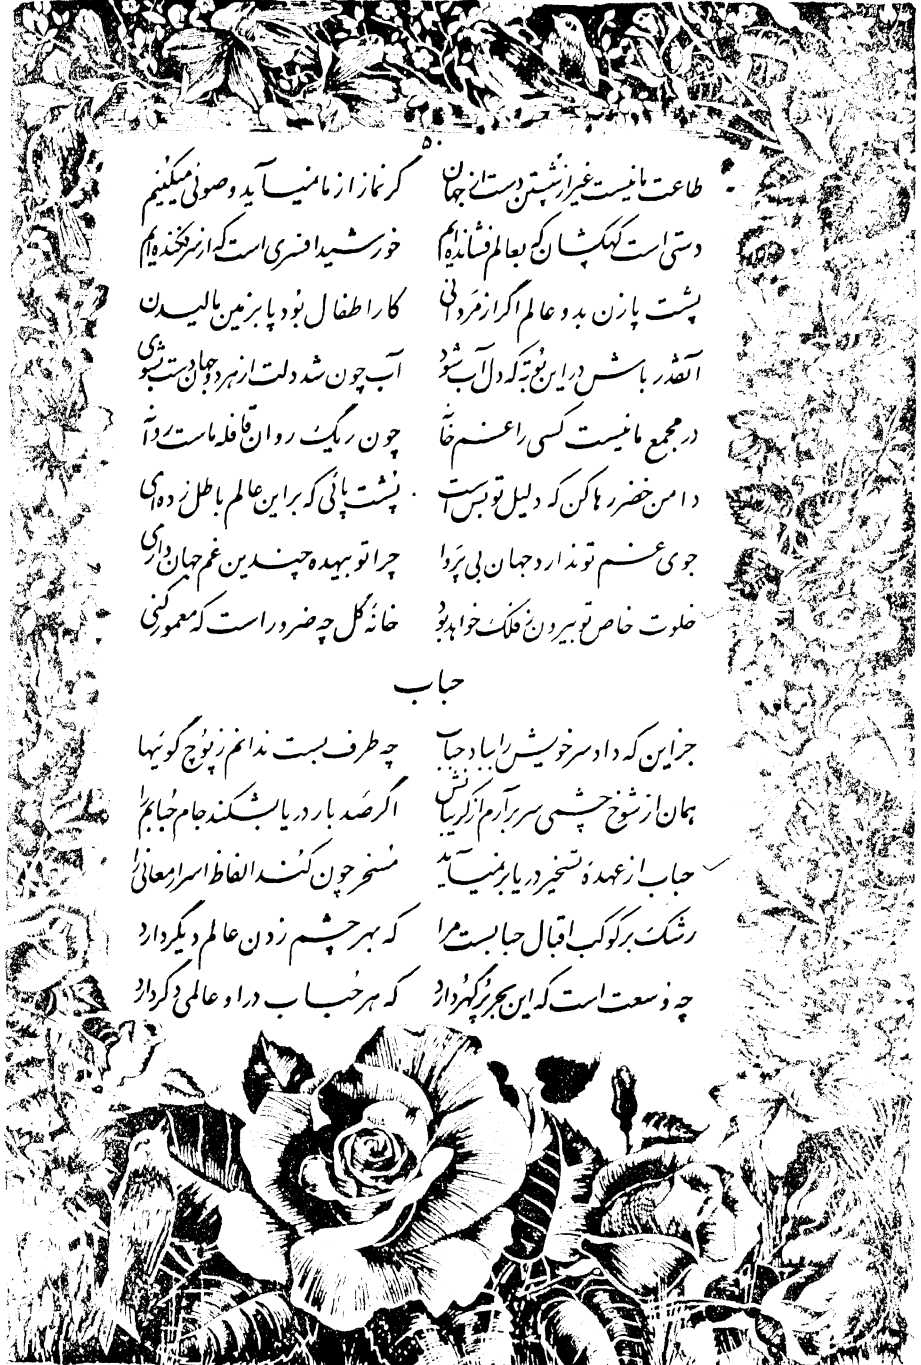 ۵۰
طاعت ما نیست غیر از شستن دست از جهان گر نماز از ما نمیـآید وضوئی میکنیم
دستی است کهکشان که بعالم فشانده‌ایم خورشید افسری است که از سر فکنده‌ایم
پشت پا زن بدو عالم اگر از مردانی کار اطفال بود پا بزمین مالیدن
آنقدر باش در این بوته که دل آب شود آب چون شد دلت از هر دو جهان دست بشوی
در مجمع ما نیست کسی را غم خانه چون ریگ روان قافله ماست روانه
دامن خضر رها کن که دلیل تو بس است پشت پائی که بر این عالم باطل زده‌ای
جوی غم تو ندارد جهان بی پروا چرا تو بیهده چندین غم جهان داری
خلوت خاص تو بیرون ز فلک خواهد بود خانه گل چه ضرور است که معمور کنی
حباب
جز این که داد سر خویش را بباد حباب چه طرف بست ندانم ز پوچ گوئیها
همان از شوخ چشمی سر برآرم از گریبانش اگر صد بار دریا بشکند جام حبابم را
حباب از عهدهٔ تسخیر دریا بر نمیـآید مسخر چون کند الفاظ اسرار معانی را
رشک بر کوکب اقبال حبابست مرا که بهر چشم زدن عالم دیگر دارد
چه وسعت است که این بحر پر گهر دارد که هر حباب در او عالمی دگر دارد